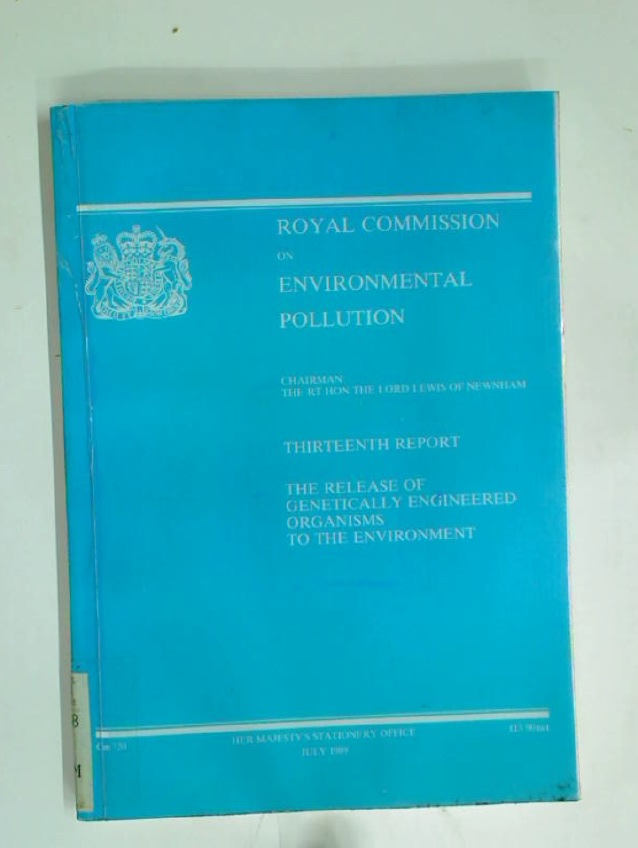 ROYAL COMMISSION
ON
ENVIRONMENTAL
POLLUTION
CHAIRMAN
THE RT HON THE LORD LEWIS OF NEWNHAM
THIRTEENTH REPORT
THE RELEASE OF
GENETICALLY ENGINEERED
ORGANISMS
TO THE ENVIRONMENT
HER MAJESTY'S STATIONERY OFFICE
JULY 1989
8
M